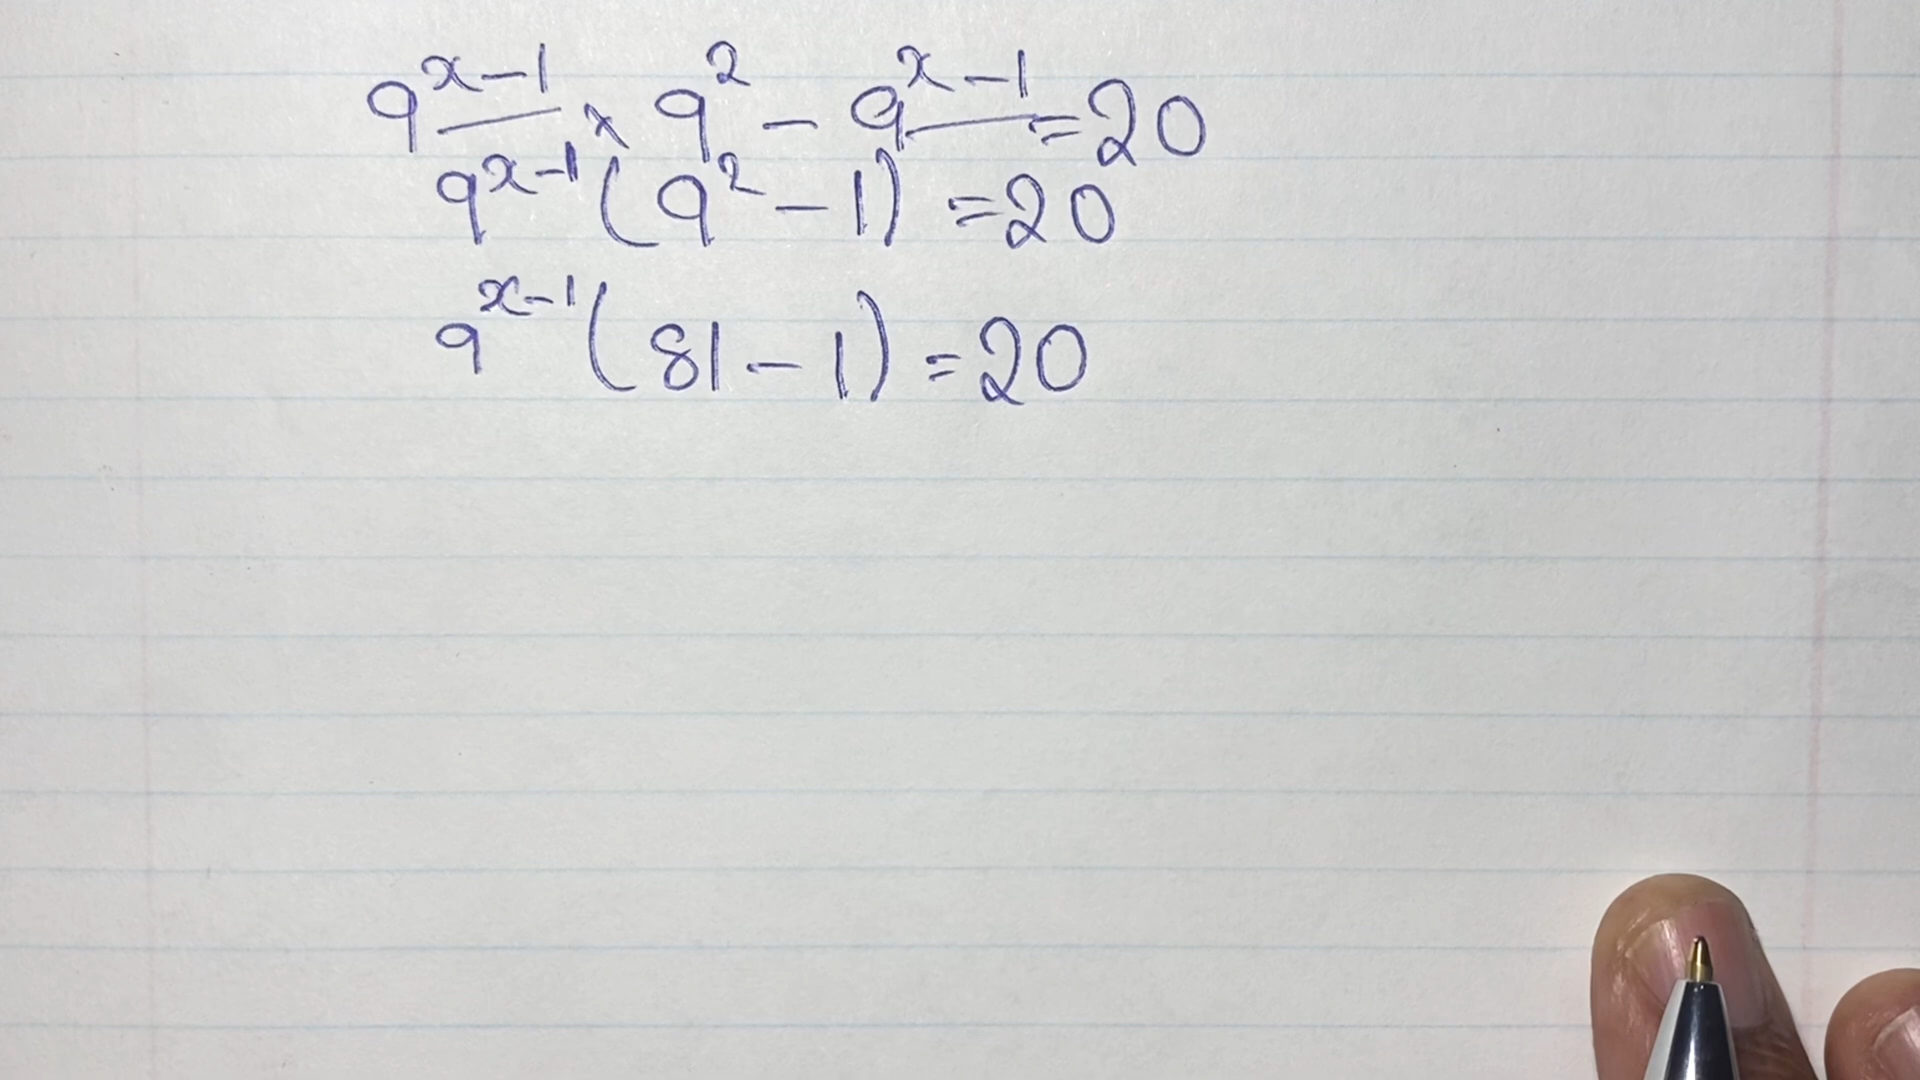 9^{x-1} × 9^2 - 9^{x-1} = 20
9^{x-1}(9^2 - 1) = 20
9^{x-1}(81 - 1) = 20